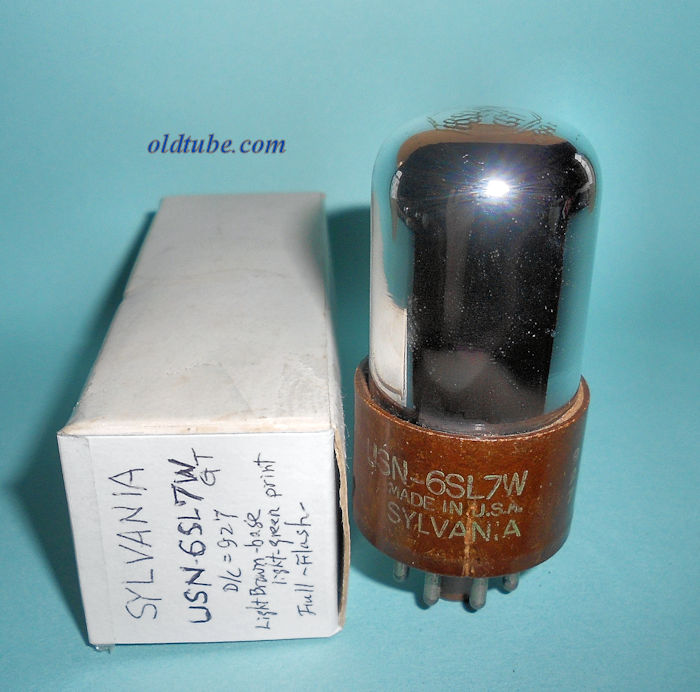 oldtube.com
SYLVANIA
USN-6SL7W
GT
D/C = 927
Light Brown-base
light-green print
Full-Flash-
USN-6SL7W
MADE IN U.S.A.
SYLVANIA